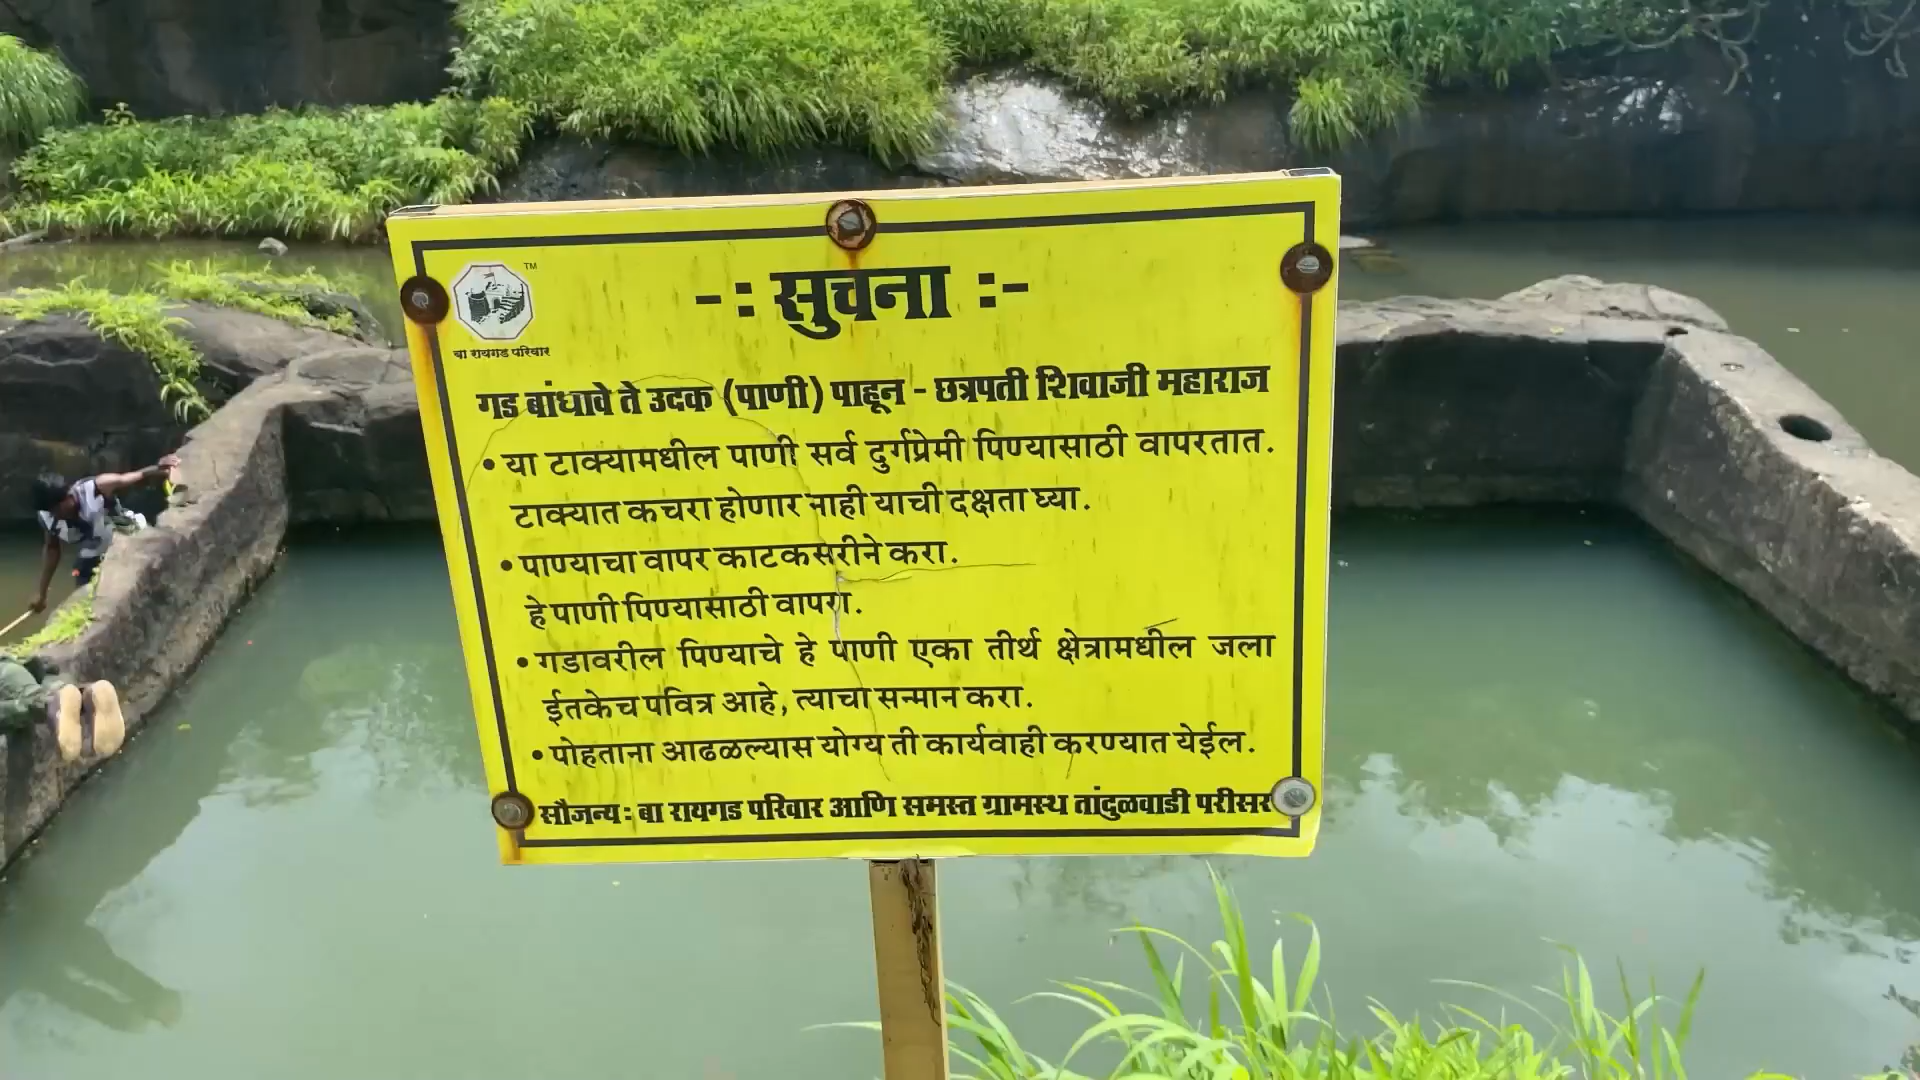 -: सुचना :-
TM
बा रायगड परिवार
गड बांधावे ते उदक (पाणी) पाहून - छत्रपती शिवाजी महाराज
• या टाक्यामधील पाणी सर्व दुर्गप्रेमी पिण्यासाठी वापरतात.
टाक्यात कचरा होणार नाही याची दक्षता घ्या.
• पाण्याचा वापर काटकसरीने करा.
हे पाणी पिण्यासाठी वापरा.
• गडावरील पिण्याचे हे पाणी एका तीर्थ क्षेत्रामधील जला
ईतकेच पवित्र आहे, त्याचा सन्मान करा.
• पोहताना आढळल्यास योग्य ती कार्यवाही करण्यात येईल.
सौजन्य: बा रायगड परिवार आणि समस्त ग्रामस्थ तांदुळवाडी परीसर